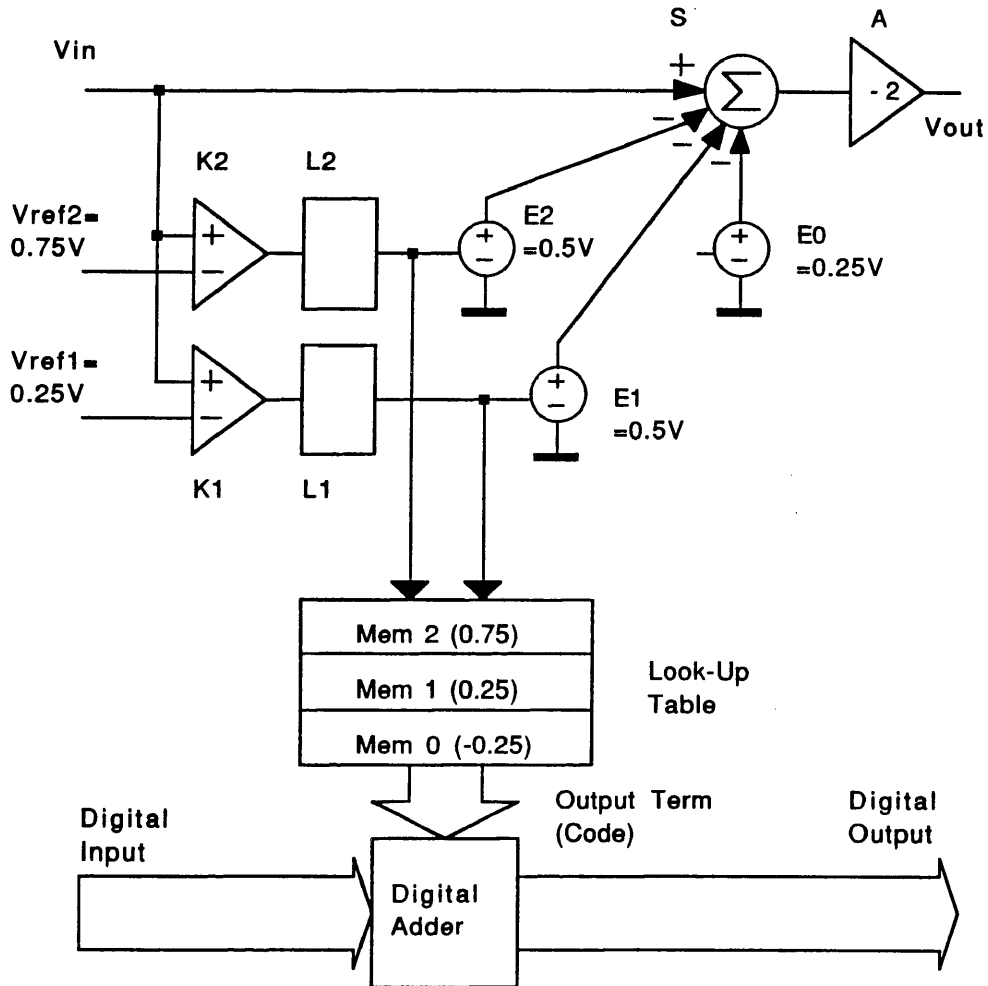 S
A
Vin
+
Σ
- 2
Vout
−
−
−
K2
L2
Vref2=
0.75V
+
−
+
−
E2
=0.5V
+
−
E0
=0.25V
Vref1=
0.25V
+
−
+
−
E1
=0.5V
K1
L1
Mem 2 (0.75)
Mem 1 (0.25)
Mem 0 (-0.25)
Look-Up
Table
Output Term
(Code)
Digital
Output
Digital
Input
Digital
Adder